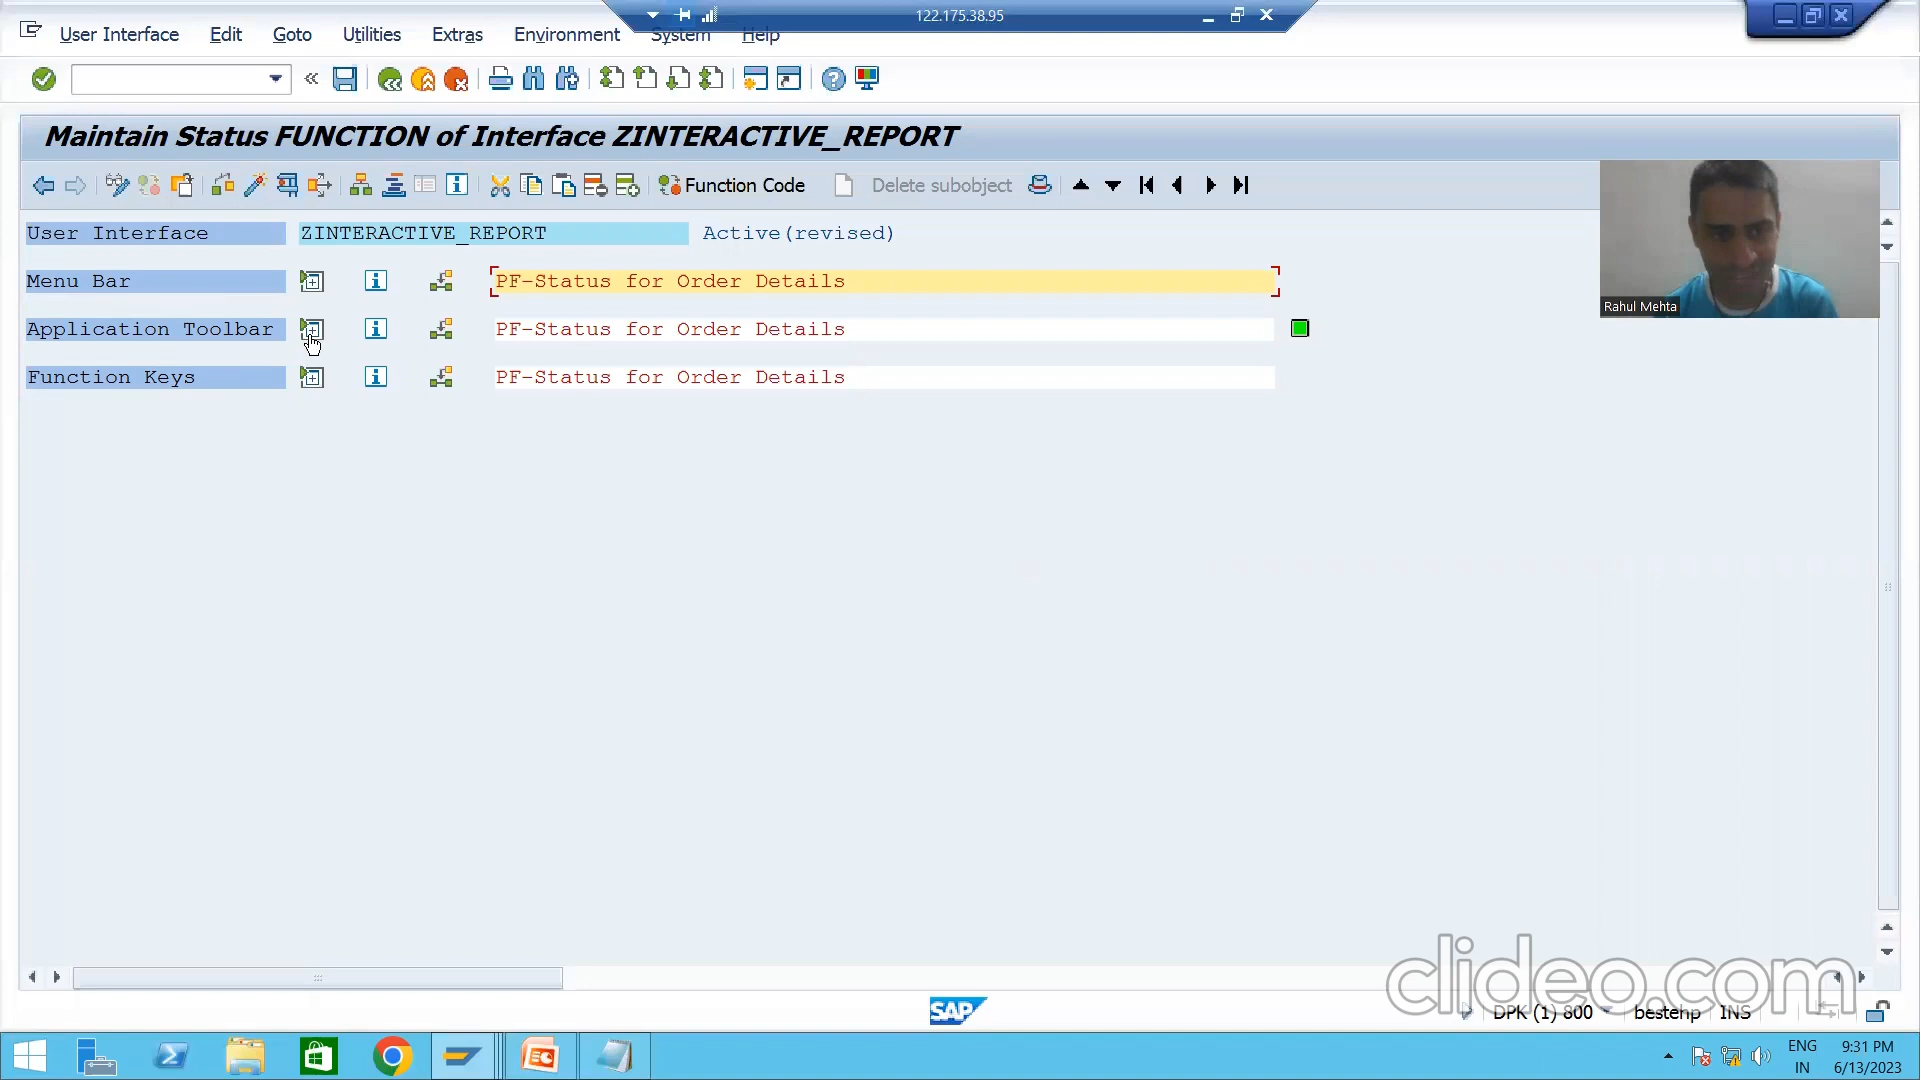 122.175.38.95
User Interface Edit Goto Utilities Extras Environment System Help
Maintain Status FUNCTION of Interface ZINTERACTIVE_REPORT
Function Code Delete subobject
User Interface ZINTERACTIVE_REPORT Active(revised)
Menu Bar PF-Status for Order Details
Application Toolbar PF-Status for Order Details
Function Keys PF-Status for Order Details
Rahul Mehta
clideo.com
SAP
DPK (1) 800 bestehp INS
ENG 9:31 PM
IN 6/13/2023